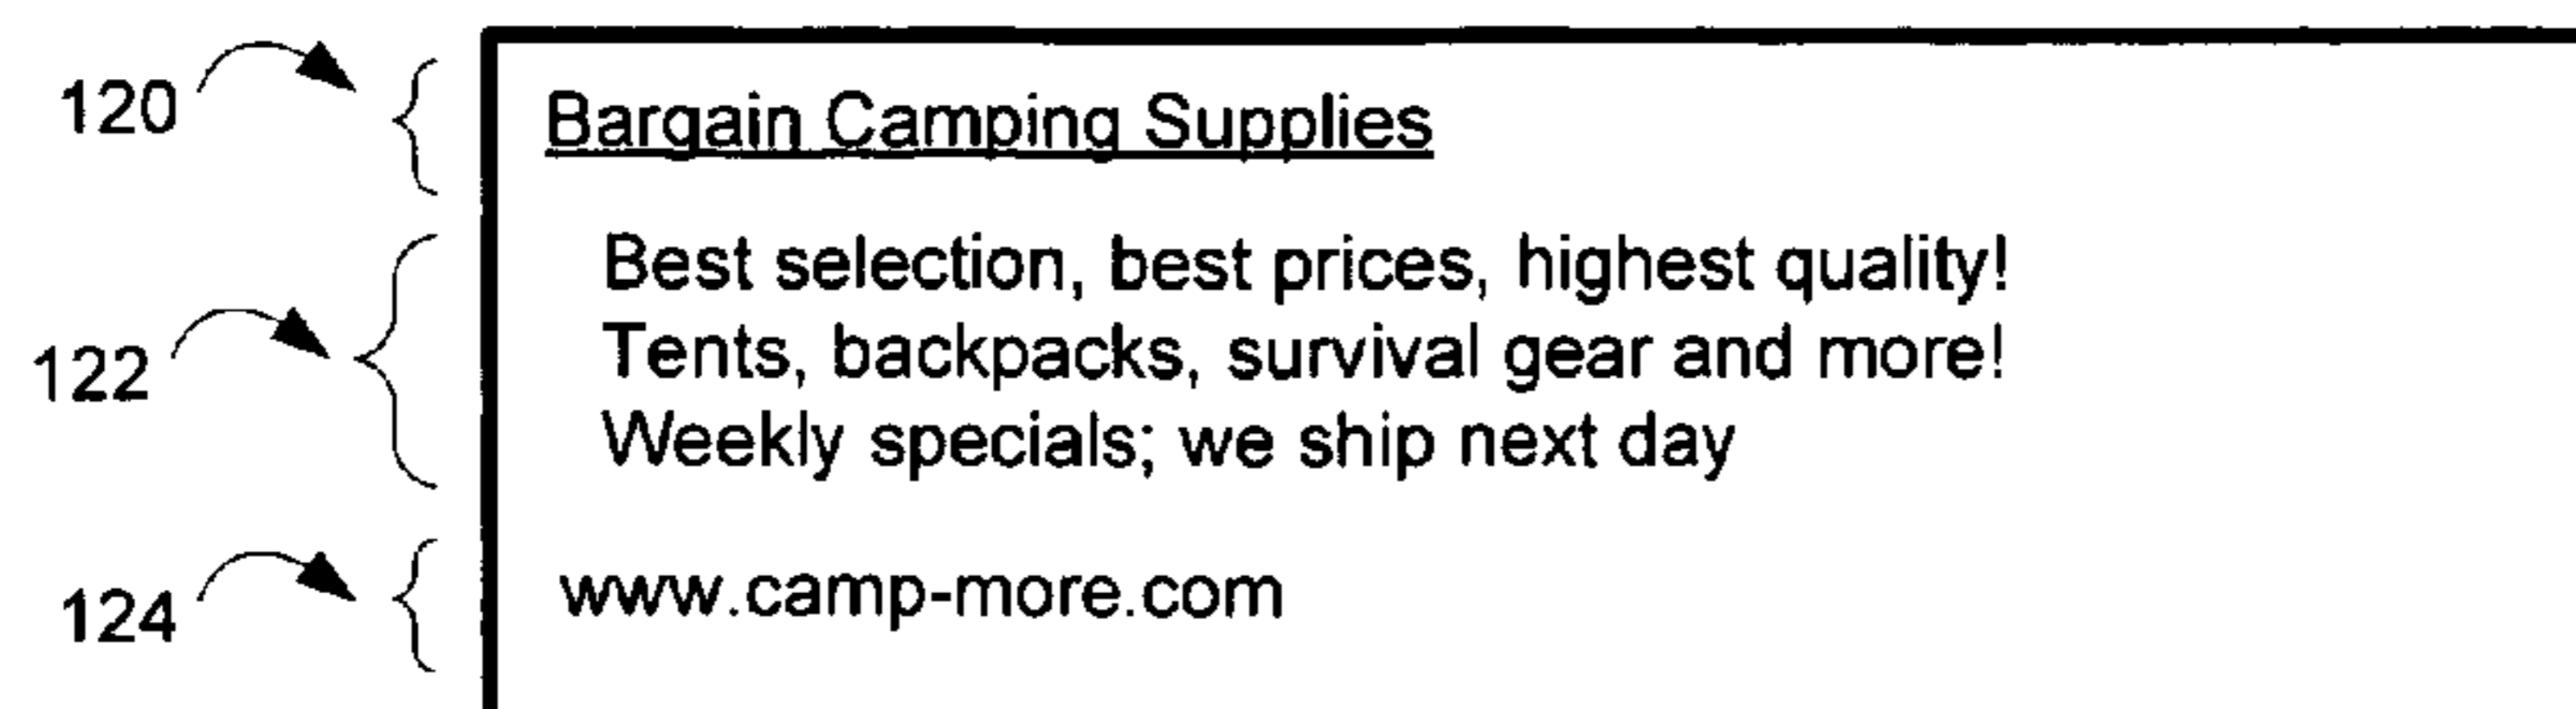 120
Bargain Camping Supplies
Best selection, best prices, highest quality!
122
Tents, backpacks, survival gear and more!
Weekly specials; we ship next day
124
www.camp-more.com